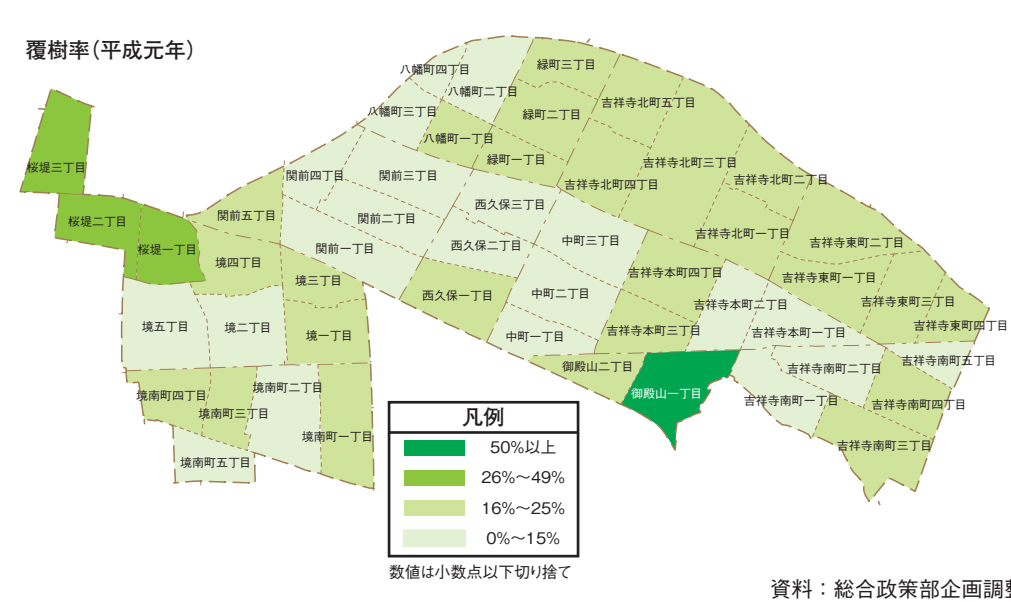 覆樹率(平成元年)
八幡町四丁目
緑町三丁目
八幡町二丁目
吉祥寺北町五丁目
八幡町三丁目
緑町二丁目
八幡町一丁目
緑町一丁目
吉祥寺北町三丁目
桜堤三丁目
関前四丁目
関前三丁目
吉祥寺北町四丁目
吉祥寺北町二丁目
西久保三丁目
桜堤二丁目
関前五丁目
関前二丁目
吉祥寺北町一丁目
桜堤一丁目
関前一丁目
西久保二丁目
中町三丁目
吉祥寺東町二丁目
境四丁目
境三丁目
吉祥寺本町四丁目
吉祥寺東町一丁目
西久保一丁目
中町二丁目
吉祥寺本町二丁目
吉祥寺東町三丁目
境五丁目
境二丁目
境一丁目
中町一丁目
吉祥寺本町三丁目
吉祥寺本町一丁目
吉祥寺東町四丁目
御殿山二丁目
吉祥寺南町二丁目
吉祥寺南町五丁目
境南町四丁目
境南町二丁目
御殿山一丁目
吉祥寺南町一丁目
吉祥寺南町四丁目
境南町三丁目
境南町一丁目
吉祥寺南町三丁目
境南町五丁目
凡例
50%以上
26%〜49%
16%〜25%
0%〜15%
数値は小数点以下切り捨て
資料:総合政策部企画調整